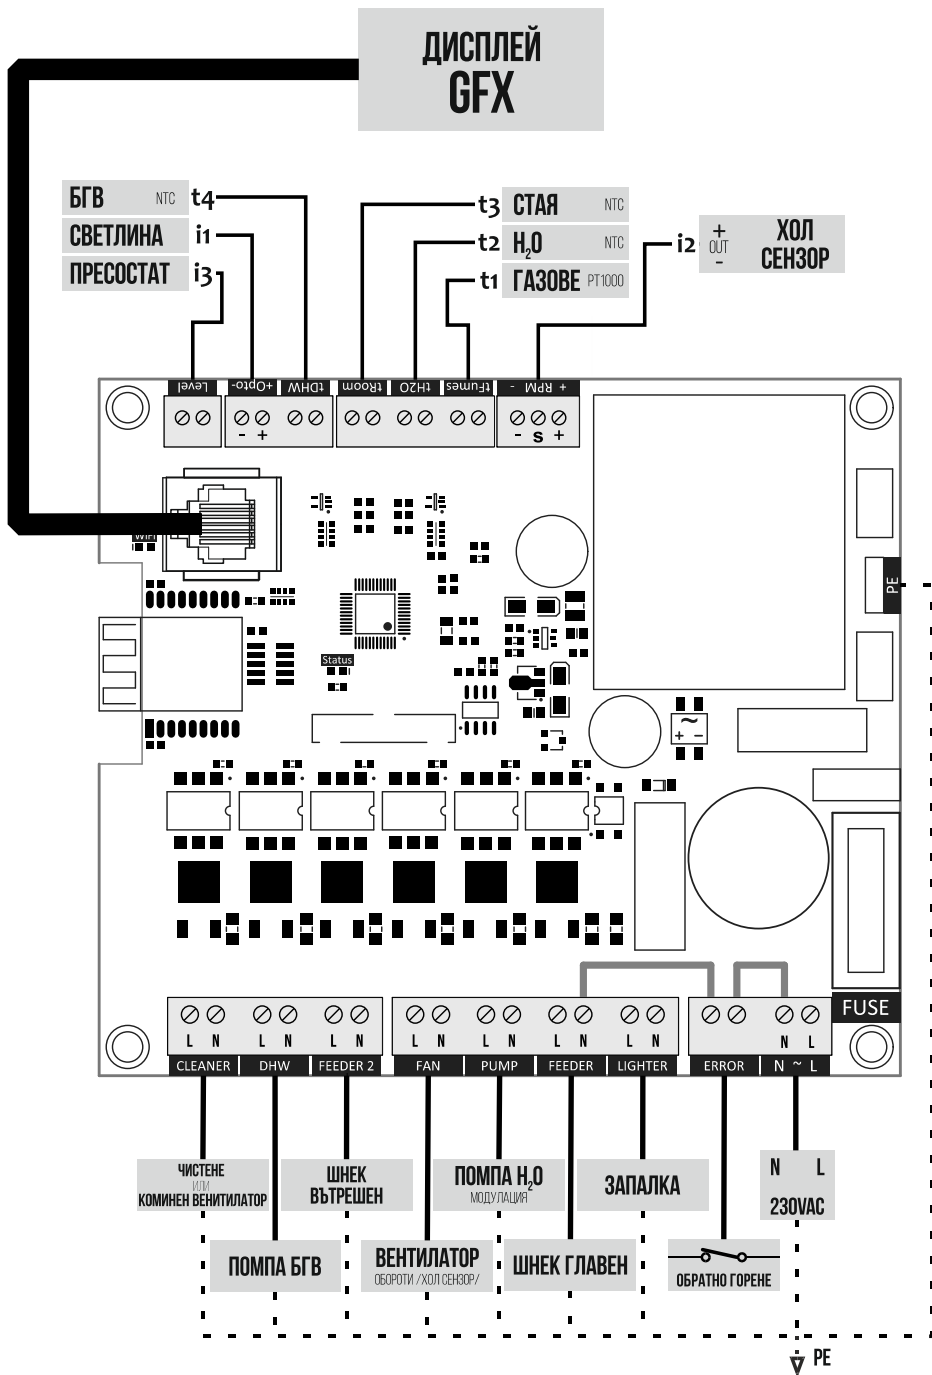 ДИСПЛЕЙ
GFX
БГВ NTC t4
СВЕТЛИНА i1
ПРЕСОСТАТ i3
t3 СТАЯ NTC
t2 H2O NTC
t1 ГАЗОВЕ PT1000
i2 + OUT - ХОЛ СЕНЗОР
Level +Opto- tDHW tRoom tH2O tFumes + RPM -
- + - S +
WIFI
PE
Status
~
+ -
FUSE
L N L N L N L N L N L N L N N L
CLEANER DHW FEEDER 2 FAN PUMP FEEDER LIGHTER ERROR N ~ L
ЧИСТЕНЕ
ИЛИ
КОМИНЕН ВЕНИТИЛАТОР
ШНЕК
ВЪТРЕШЕН
ПОМПА H2O
МОДУЛАЦИЯ
ЗАПАЛКА
N L
230VAC
ПОМПА БГВ
ВЕНТИЛАТОР
ОБОРОТИ /ХОЛ СЕНЗОР/
ШНЕК ГЛАВЕН
ОБРАТНО ГОРЕНЕ
PE